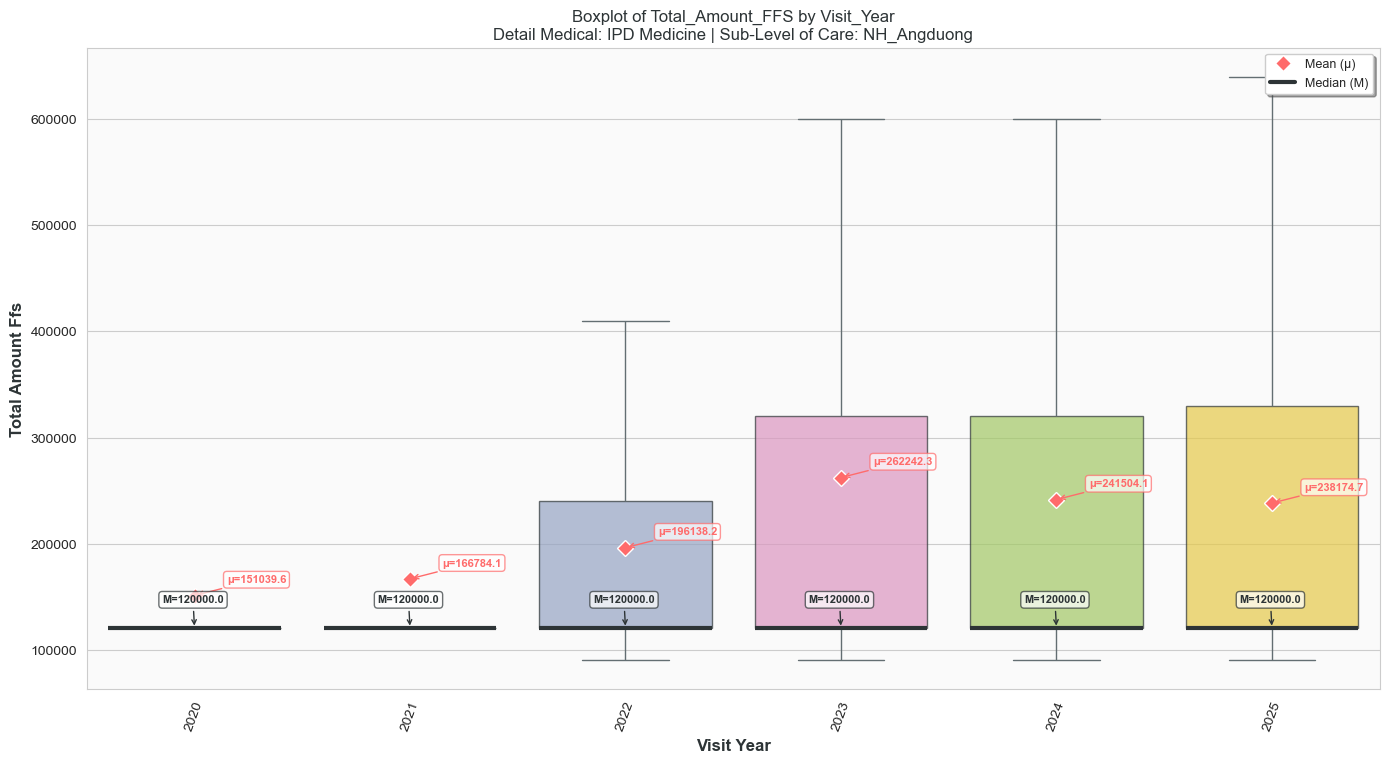 Boxplot of Total_Amount_FFS by Visit_Year
Detail Medical: IPD Medicine | Sub-Level of Care: NH_Angduong
Mean (μ)
Median (M)
Total Amount Ffs
600000
500000
400000
300000
200000
100000
μ=151039.6
μ=166784.1
μ=196138.2
μ=262242.3
μ=241504.1
μ=238174.7
M=120000.0
M=120000.0
M=120000.0
M=120000.0
M=120000.0
M=120000.0
2020
2021
2022
2023
2024
2025
Visit Year